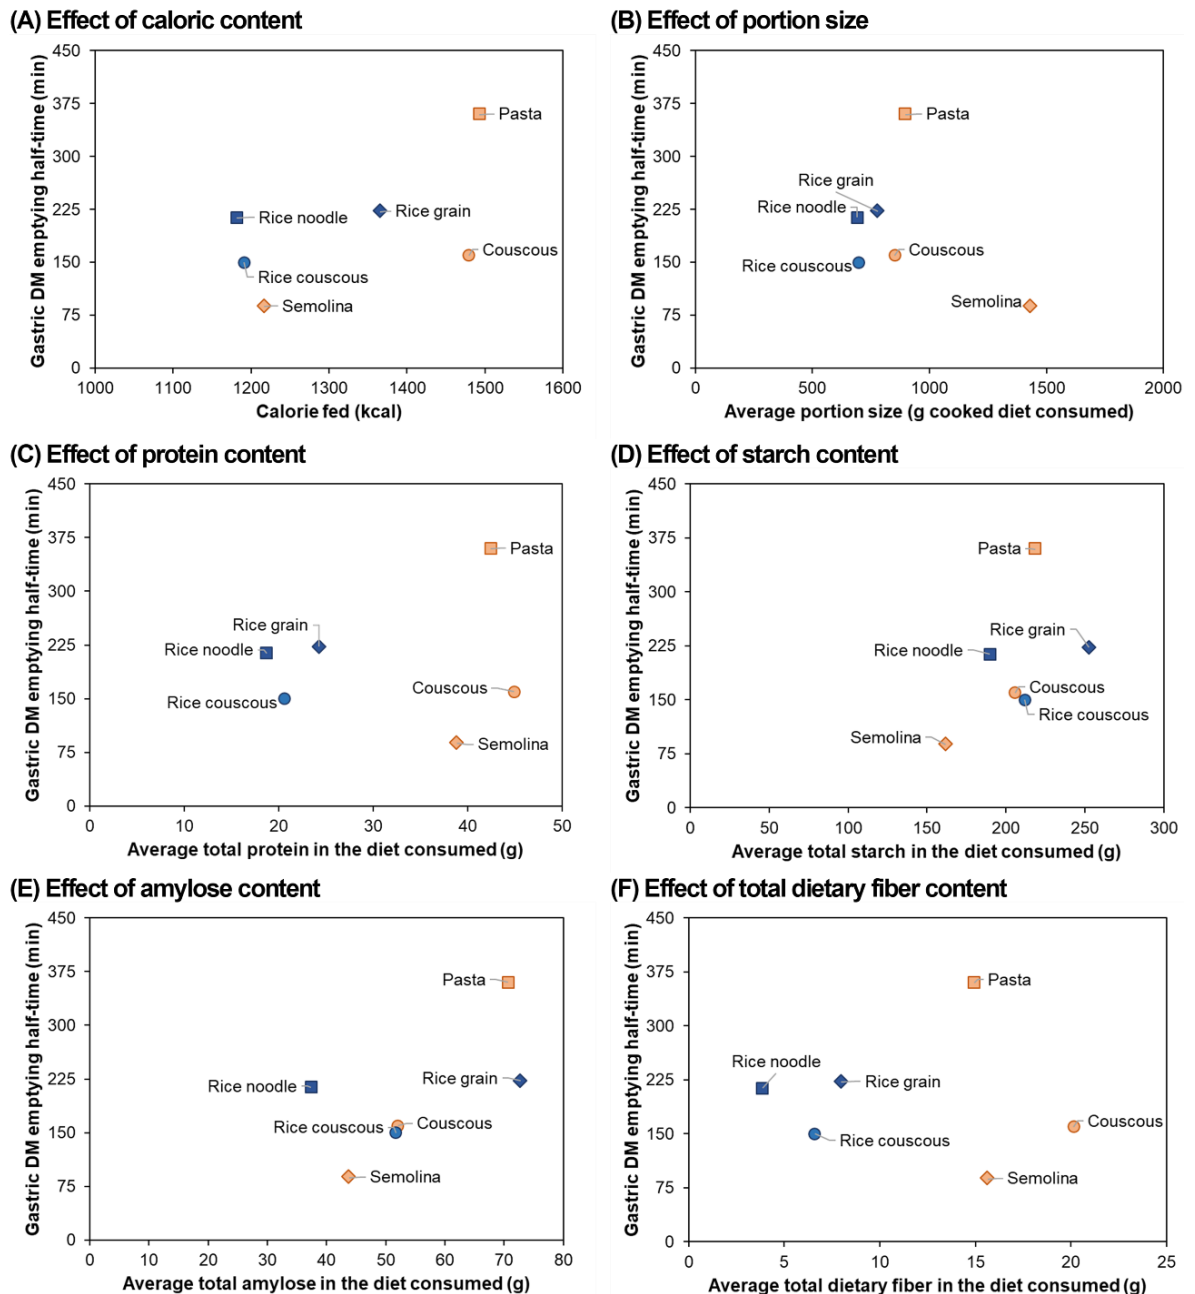 (A) Effect of caloric content
Gastric DM emptying half-time (min)
450
375
300
225
150
75
0
Pasta
Rice noodle
Rice grain
Couscous
Rice couscous
Semolina
1000 1100 1200 1300 1400 1500 1600
Calorie fed (kcal)
(B) Effect of portion size
Gastric DM emptying half-time (min)
450
375
300
225
150
75
0
Pasta
Rice grain
Rice noodle
Couscous
Rice couscous
Semolina
0 500 1000 1500 2000
Average portion size (g cooked diet consumed)
(C) Effect of protein content
Gastric DM emptying half-time (min)
450
375
300
225
150
75
0
Pasta
Rice grain
Rice noodle
Couscous
Rice couscous
Semolina
0 10 20 30 40 50
Average total protein in the diet consumed (g)
(D) Effect of starch content
Gastric DM emptying half-time (min)
450
375
300
225
150
75
0
Pasta
Rice grain
Rice noodle
Couscous
Rice couscous
Semolina
0 50 100 150 200 250 300
Average total starch in the diet consumed (g)
(E) Effect of amylose content
Gastric DM emptying half-time (min)
450
375
300
225
150
75
0
Pasta
Rice grain
Rice noodle
Rice couscous
Couscous
Semolina
0 10 20 30 40 50 60 70 80
Average total amylose in the diet consumed (g)
(F) Effect of total dietary fiber content
Gastric DM emptying half-time (min)
450
375
300
225
150
75
0
Pasta
Rice noodle
Rice grain
Couscous
Rice couscous
Semolina
0 5 10 15 20 25
Average total dietary fiber in the diet consumed (g)